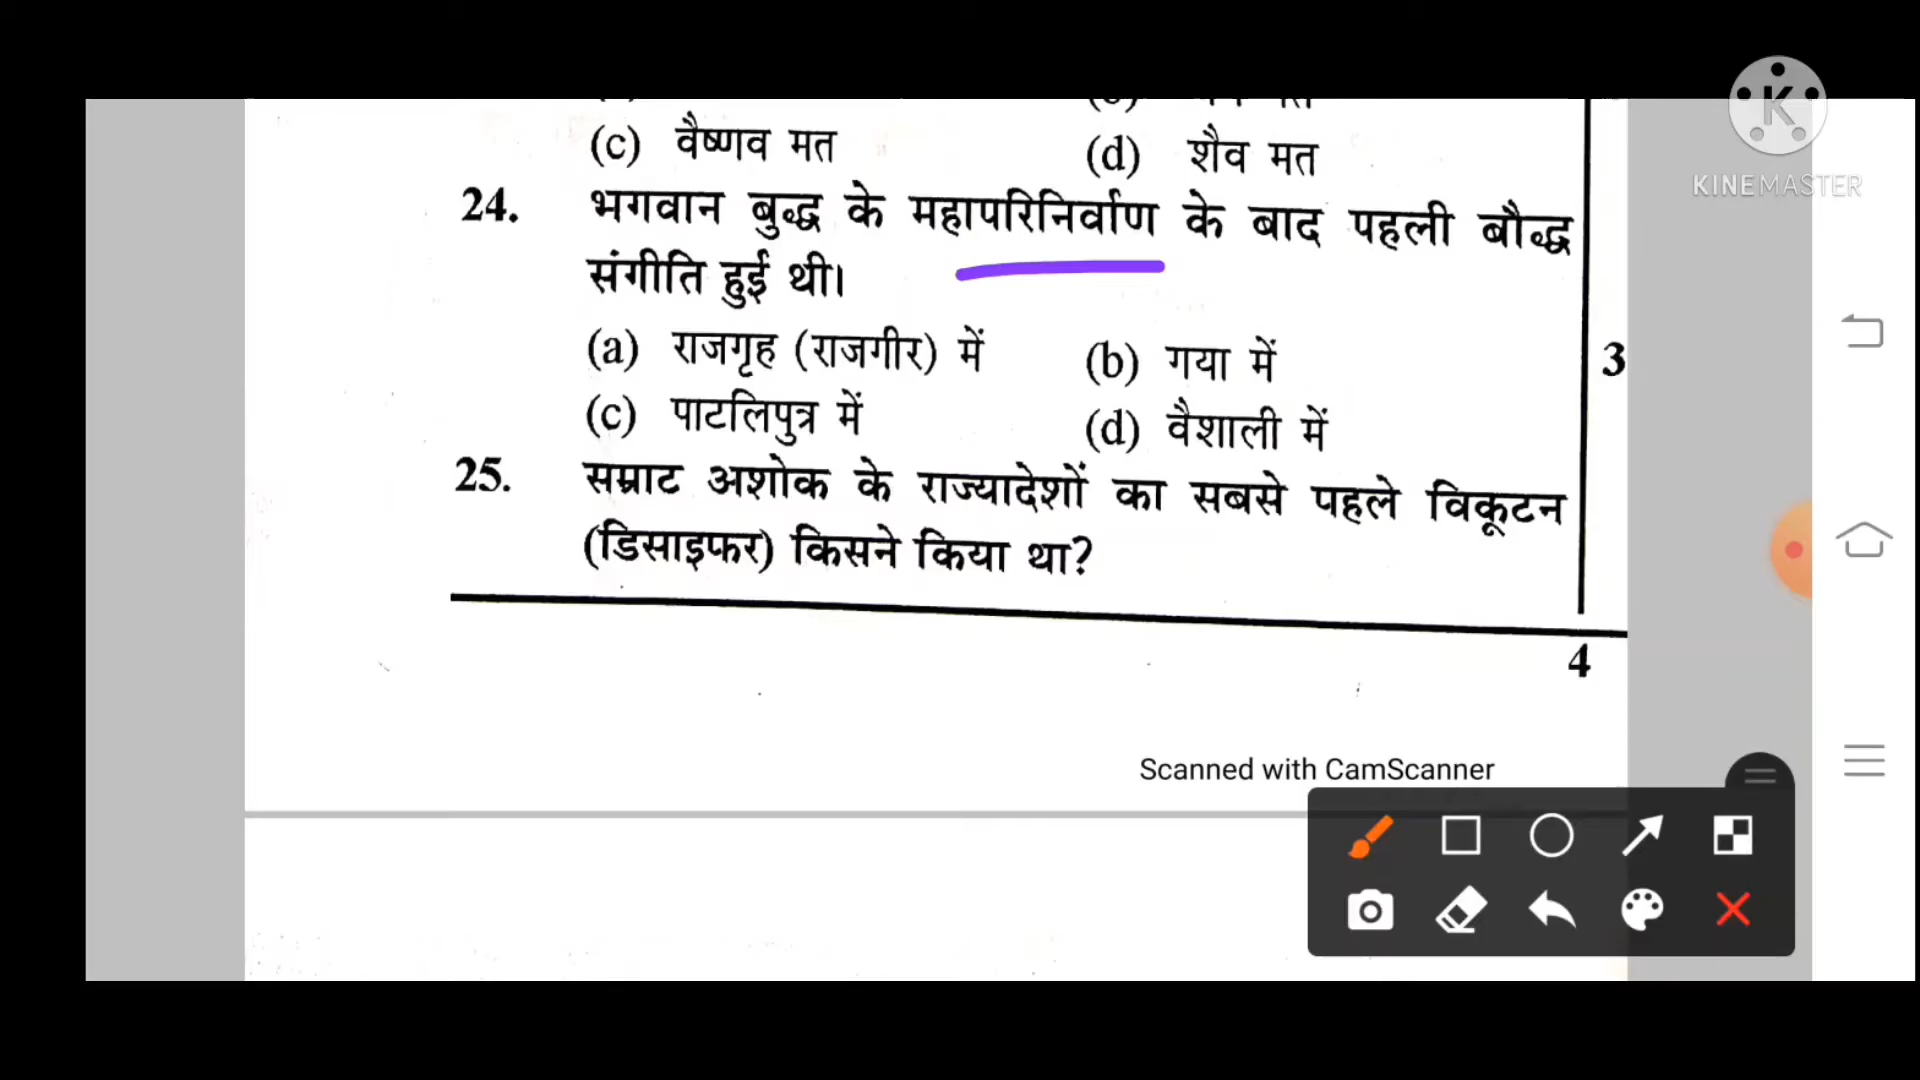 (c) वैष्णव मत (d) शैव मत
24. भगवान बुद्ध के महापरिनिर्वाण के बाद पहली बौद्ध
संगीति हुई थी।
(a) राजगृह (राजगीर) में (b) गया में
(c) पाटलिपुत्र में (d) वैशाली में
25. सम्राट अशोक के राज्यादेशों का सबसे पहले विकूटन
(डिसाइफर) किसने किया था?
3
4
Scanned with CamScanner
K
KINEMASTER